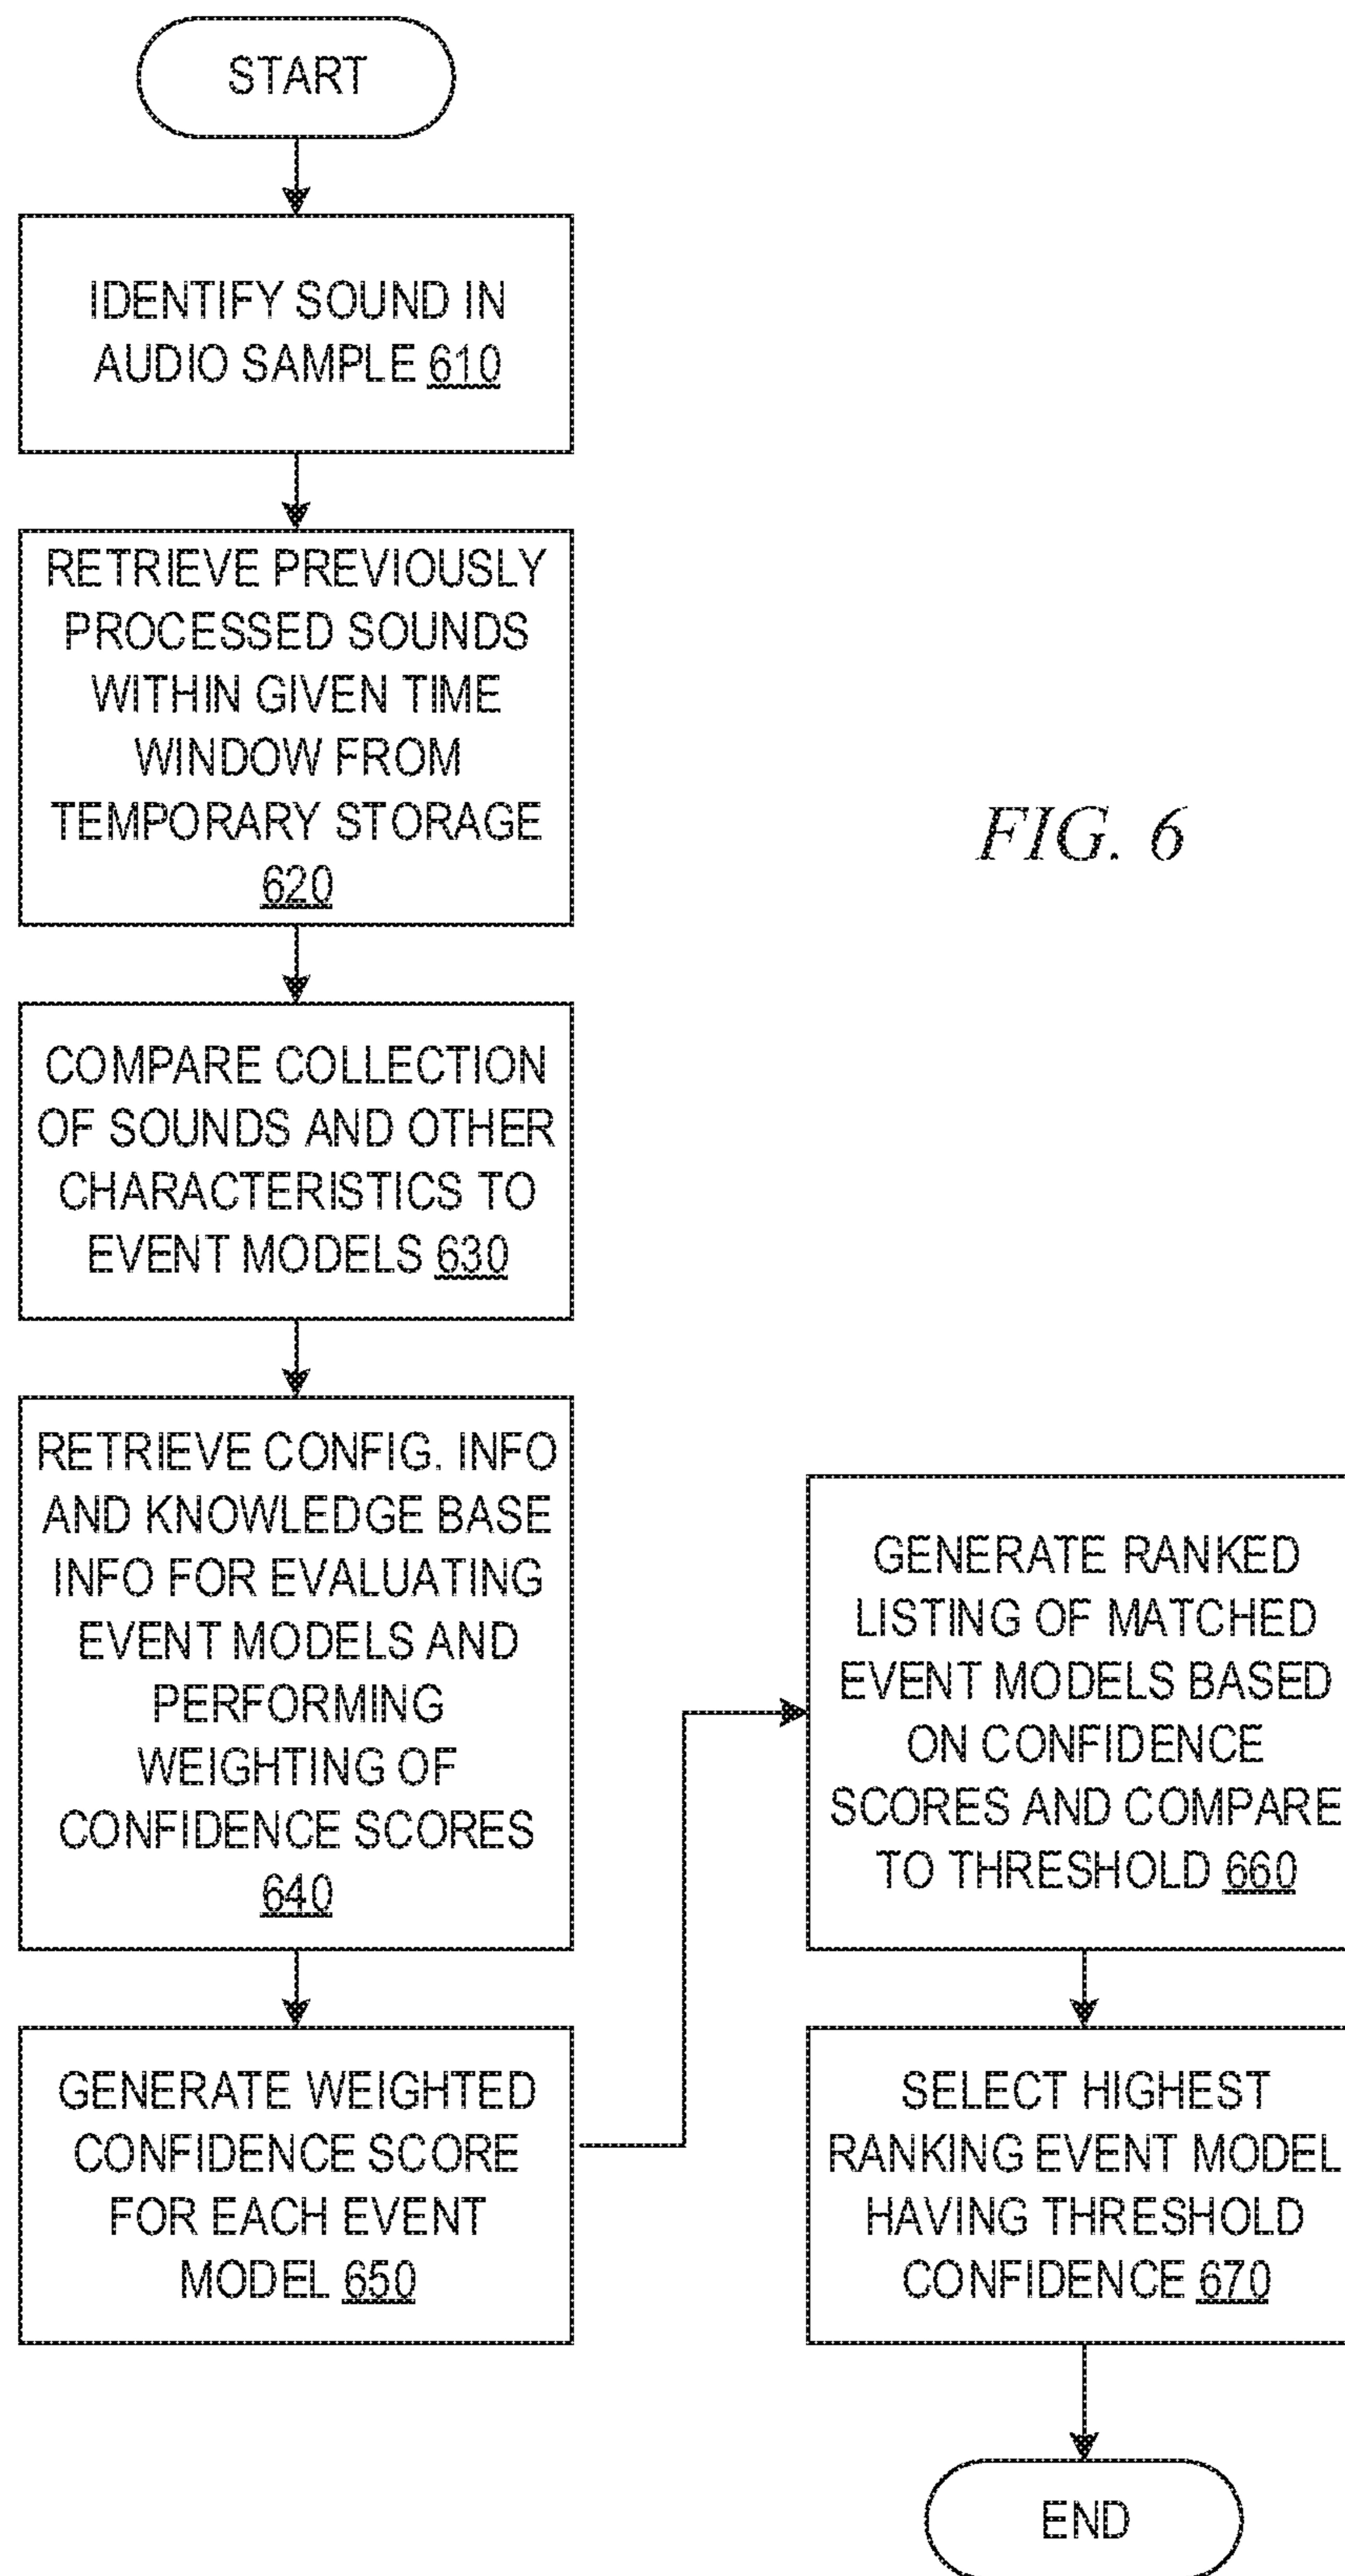 START
IDENTIFY SOUND IN
AUDIO SAMPLE 610
RETRIEVE PREVIOUSLY
PROCESSED SOUNDS
WITHIN GIVEN TIME
WINDOW FROM
TEMPORARY STORAGE
620
COMPARE COLLECTION
OF SOUNDS AND OTHER
CHARACTERISTICS TO
EVENT MODELS 630
RETRIEVE CONFIG. INFO
AND KNOWLEDGE BASE
INFO FOR EVALUATING
EVENT MODELS AND
PERFORMING
WEIGHTING OF
CONFIDENCE SCORES
640
GENERATE WEIGHTED
CONFIDENCE SCORE
FOR EACH EVENT
MODEL 650
FIG. 6
GENERATE RANKED
LISTING OF MATCHED
EVENT MODELS BASED
ON CONFIDENCE
SCORES AND COMPARE
TO THRESHOLD 660
SELECT HIGHEST
RANKING EVENT MODEL
HAVING THRESHOLD
CONFIDENCE 670
END